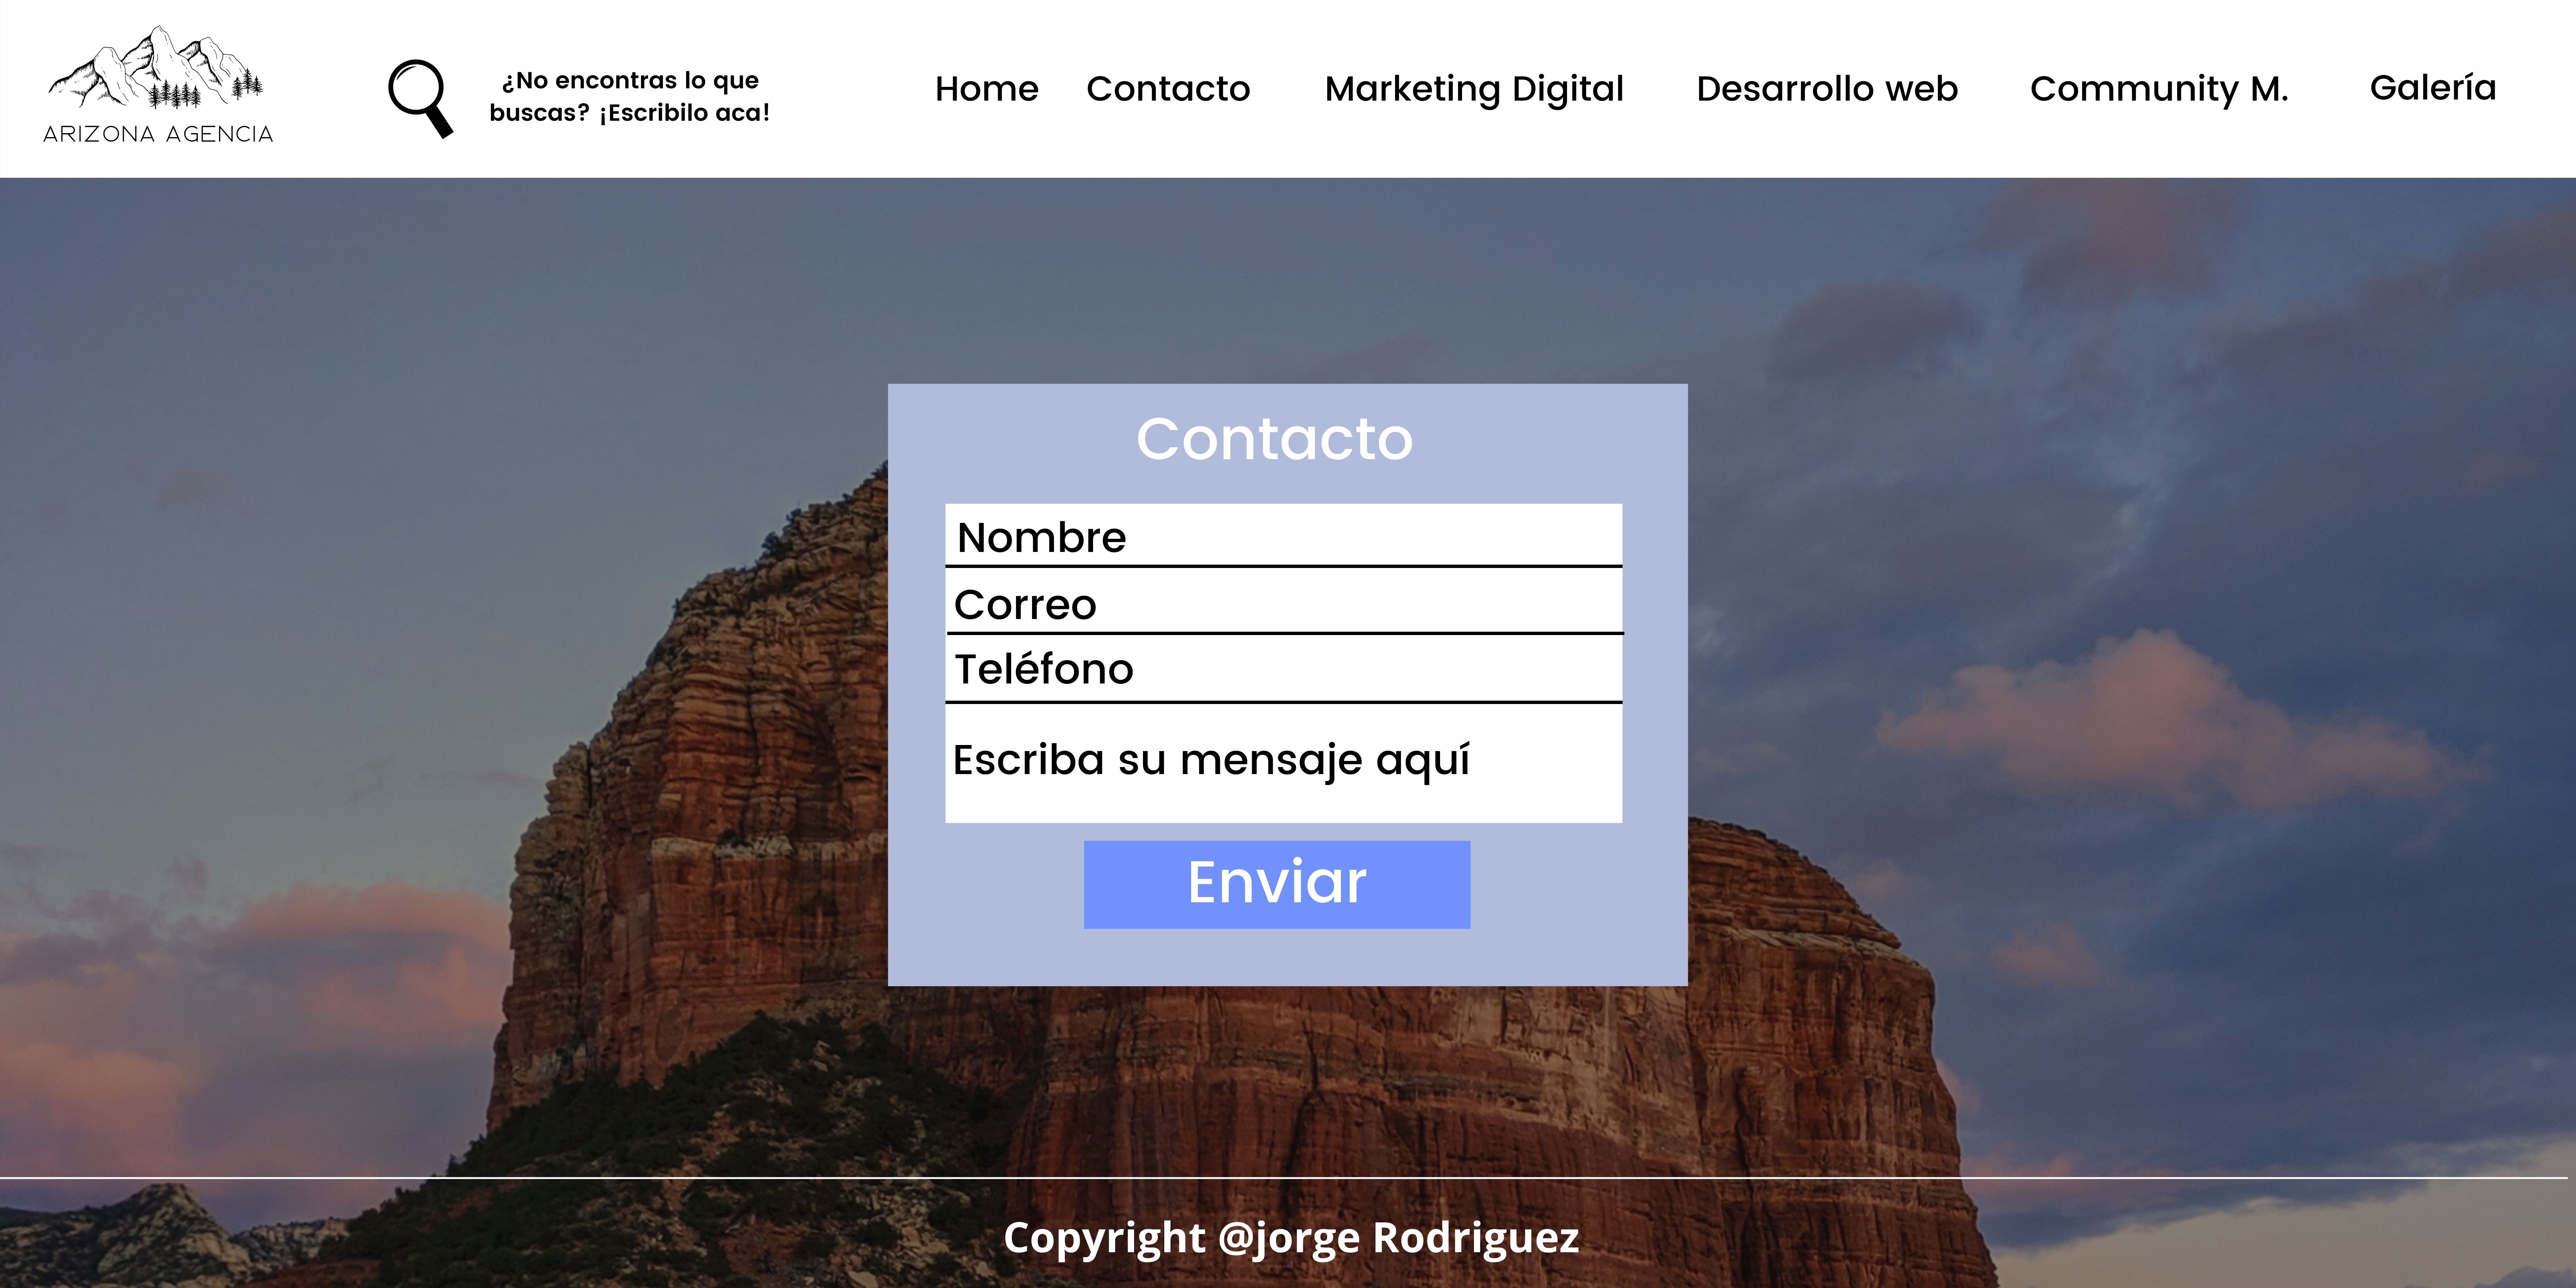 ARIZONA AGENCIA
¿No encontras lo que
buscas? ¡Escribilo aca!
Home
Contacto
Marketing Digital
Desarrollo web
Community M.
Galería
Contacto
Nombre
Correo
Teléfono
Escriba su mensaje aquí
Enviar
Copyright @jorge Rodriguez